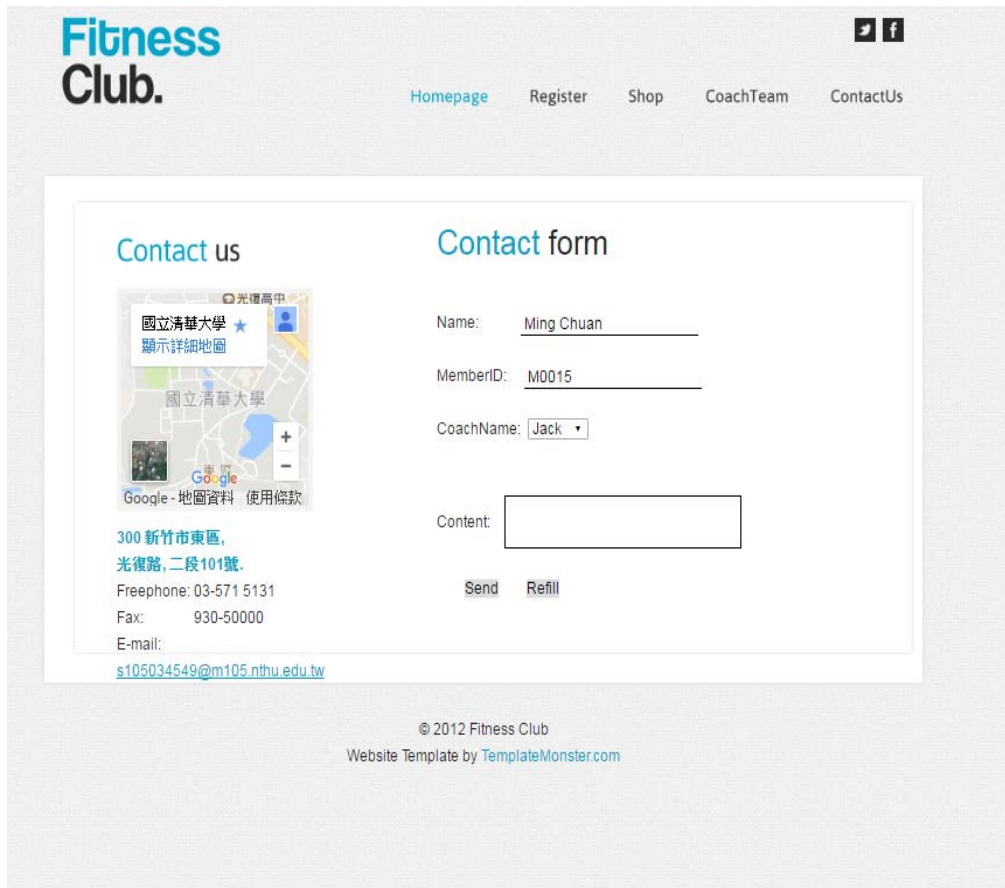 Fitness
Club.
Homepage Register Shop CoachTeam ContactUs
Contact us
光復高中
國立清華大學
顯示詳細地圖
國立清華大學
東區
Google
Google - 地圖資料 使用條款
300 新竹市東區,
光復路, 二段101號.
Freephone: 03-571 5131
Fax: 930-50000
E-mail:
s105034549@m105.nthu.edu.tw
Contact form
Name: Ming Chuan
MemberID: M0015
CoachName: Jack
Content:
Send Refill
© 2012 Fitness Club
Website Template by TemplateMonster.com